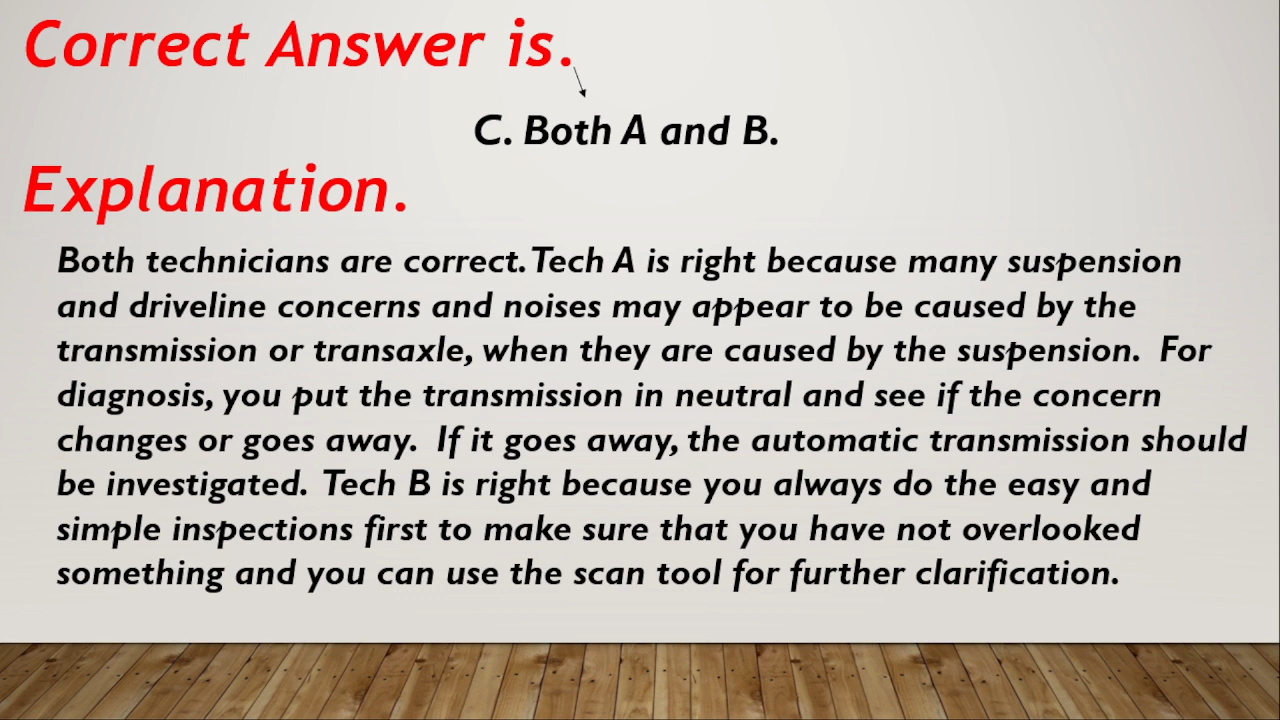 Correct Answer is.
C. Both A and B.
Explanation.
Both technicians are correct. Tech A is right because many suspension
and driveline concerns and noises may appear to be caused by the
transmission or transaxle, when they are caused by the suspension.  For
diagnosis, you put the transmission in neutral and see if the concern
changes or goes away.  If it goes away, the automatic transmission should
be investigated.  Tech B is right because you always do the easy and
simple inspections first to make sure that you have not overlooked
something and you can use the scan tool for further clarification.